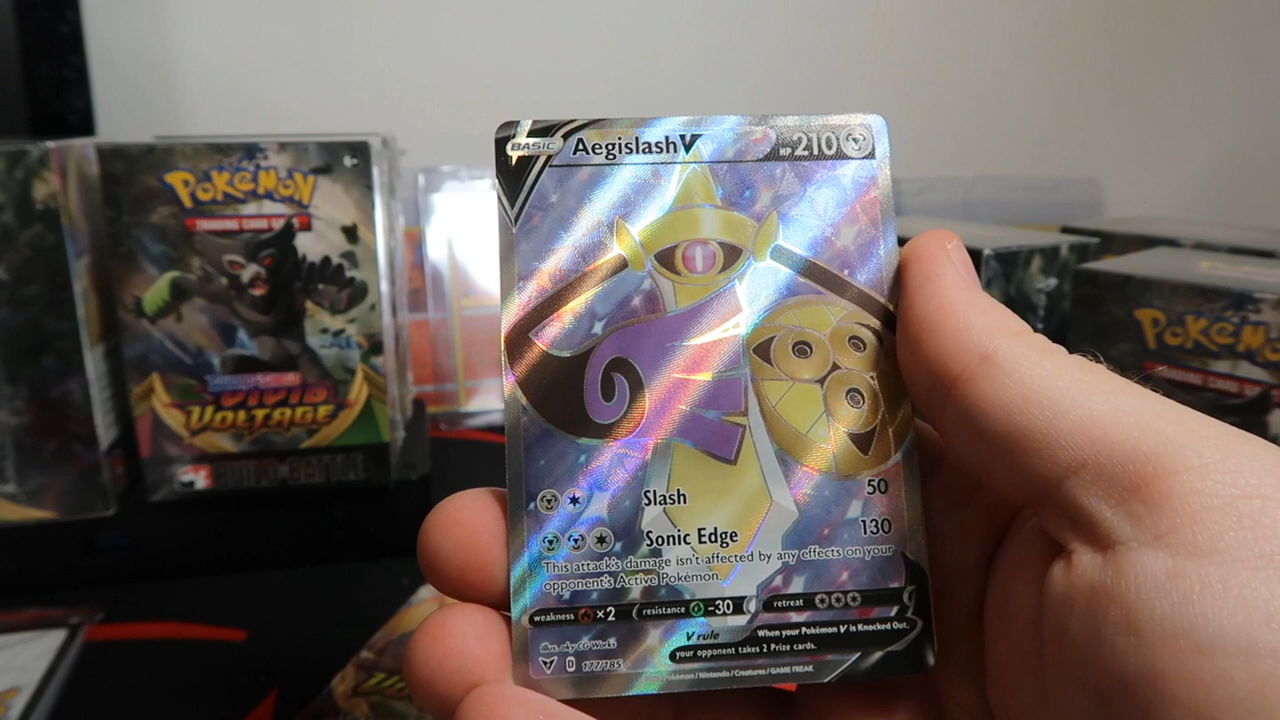 BASIC
Aegislash V
HP 210
Slash
50
Sonic Edge
130
This attack's damage isn't affected by any effects on your
opponent's Active Pokémon.
weakness ×2
resistance -30
retreat
V rule
When your Pokémon V is Knocked Out,
your opponent takes 2 Prize cards.
Illus. aky CG Works
D
177/185
Pokémon / Nintendo / Creatures / GAME FREAK
POKÉMON
TRADING CARD GAME
VIVID
VOLTAGE
BUILD & BATTLE
POKÉMO